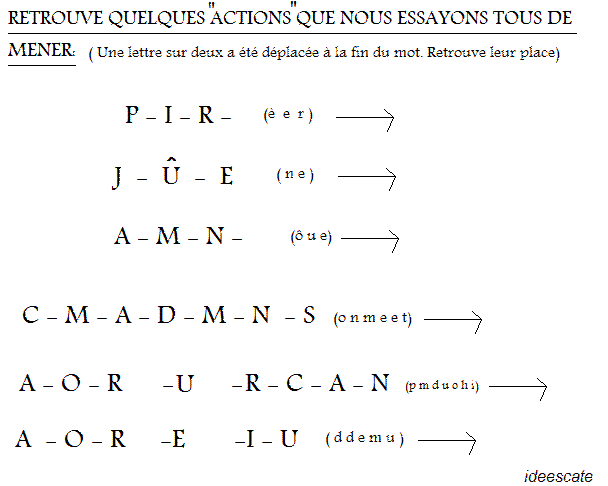 RETROUVE QUELQUES "ACTIONS" QUE NOUS ESSAYONS TOUS DE
MENER: ( Une lettre sur deux a été déplacée à la fin du mot. Retrouve leur place)
P – I – R – (è e r)
J – Û – E (n e)
A – M – N – (ô u e)
C – M – A – D – M – N – S (o n m e e t)
A – O – R –U –R – C – A – N (p m d u o h i)
A – O – R –E –I – U (d d e m u)
ideescate